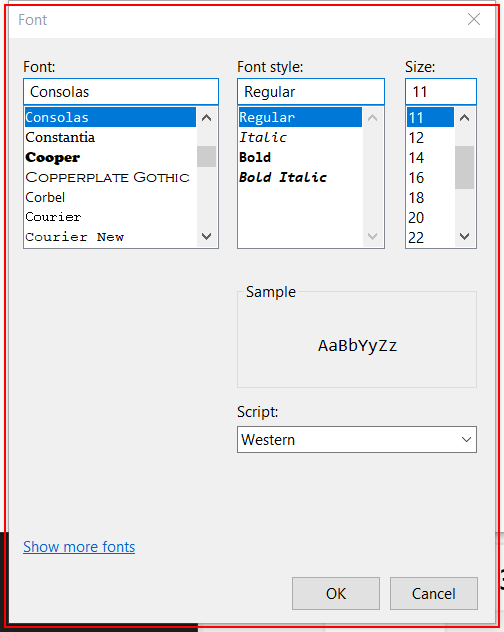 Font
Font:
Font style:
Size:
Consolas
Regular
11
Consolas
Constantia
Cooper
Copperplate Gothic
Corbel
Courier
Courier New
Regular
Italic
Bold
Bold Italic
11
12
14
16
18
20
22
Sample
AaBbYyZz
Script:
Western
Show more fonts
OK
Cancel